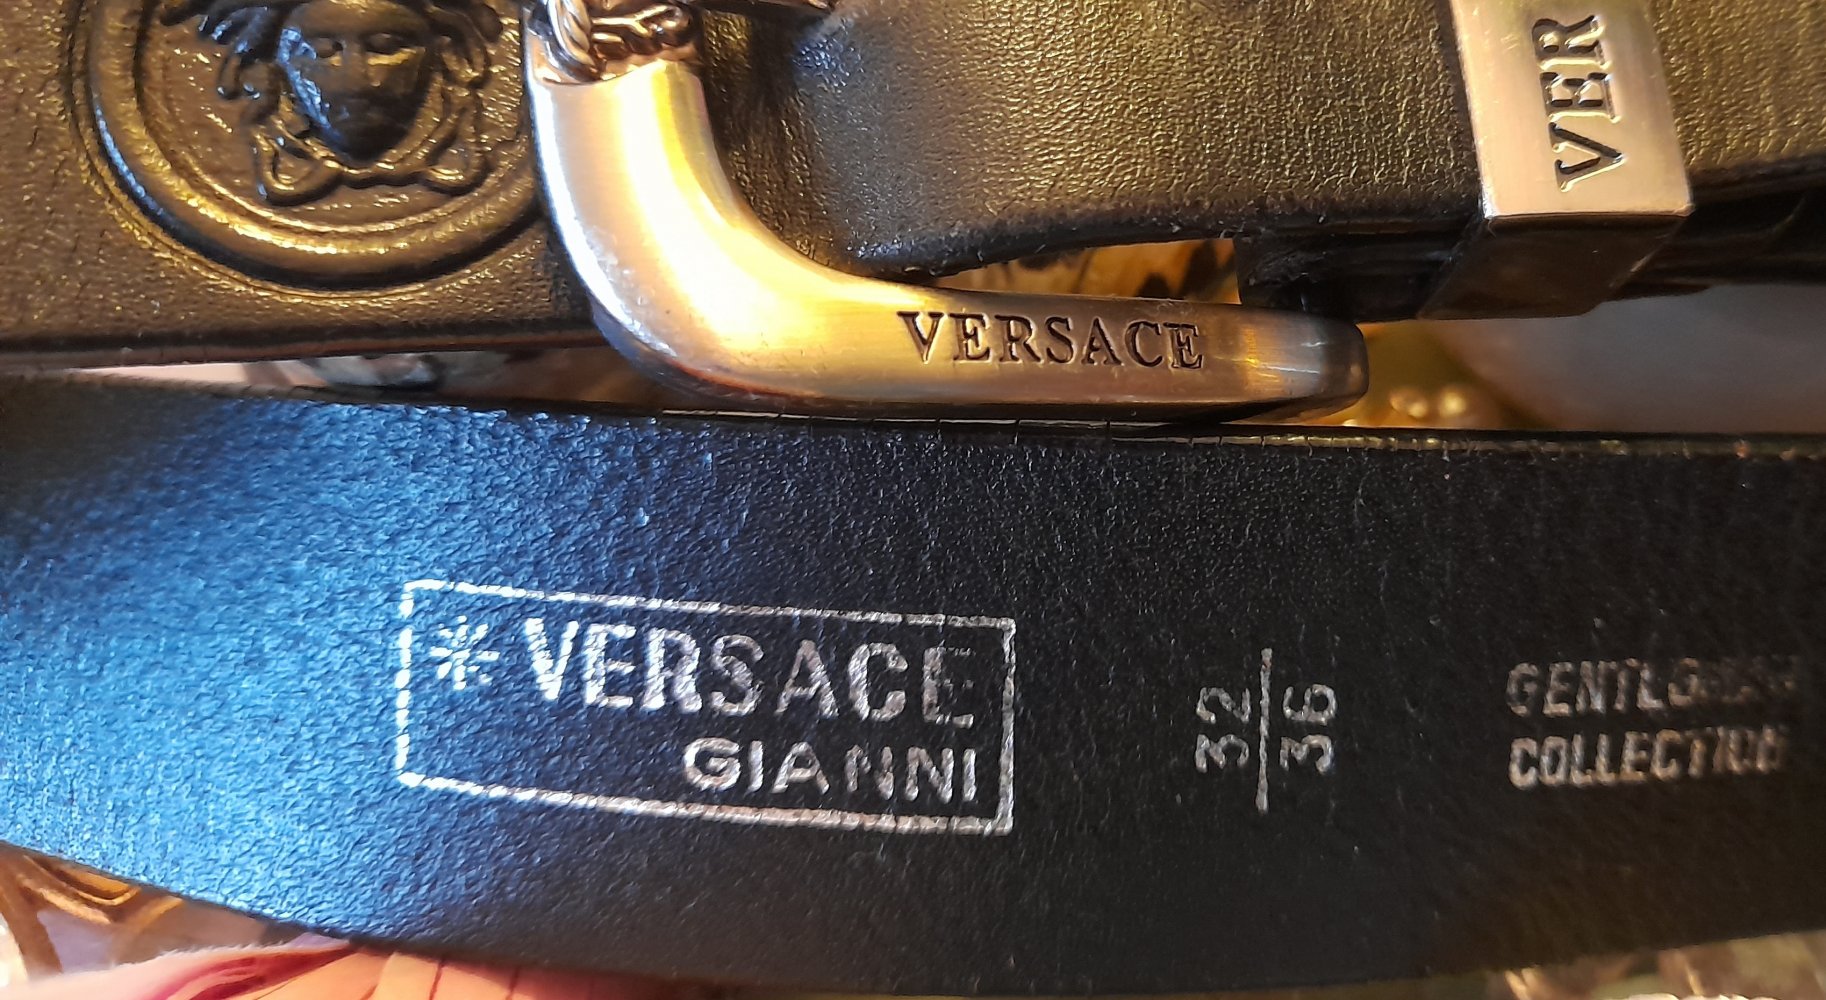 VER
VERSACE
* VERSACE
GIANNI
32
36
COLLECTION